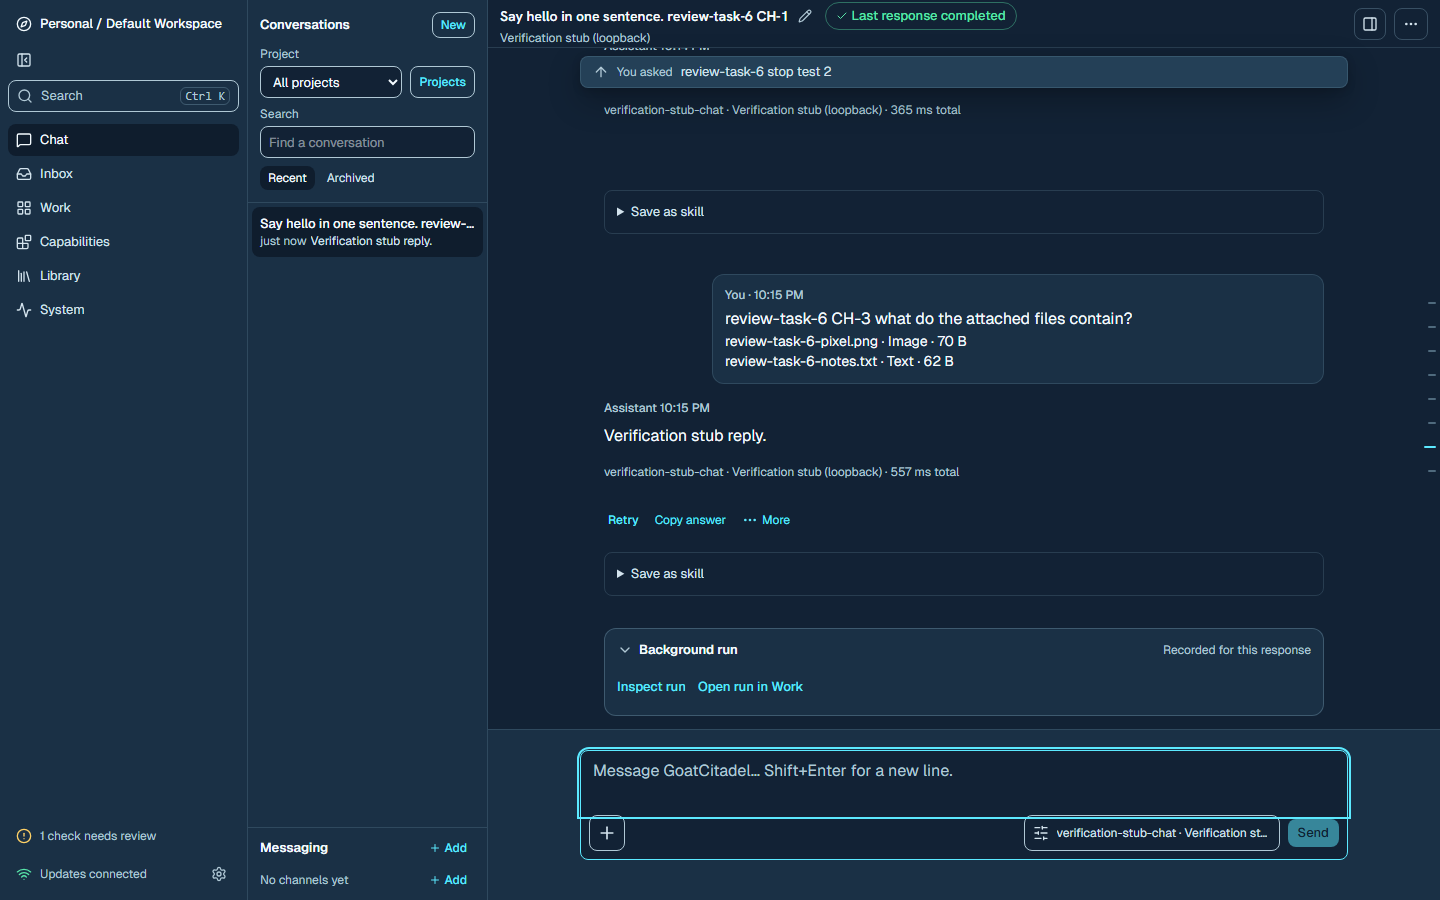 Personal / Default Workspace
Search
Ctrl K
Chat
Inbox
Work
Capabilities
Library
System
1 check needs review
Updates connected
Conversations
New
Project
All projects
Projects
Search
Find a conversation
Recent
Archived
Say hello in one sentence. review-...
just now Verification stub reply.
Messaging
+ Add
No channels yet
+ Add
Say hello in one sentence. review-task-6 CH-1
Last response completed
Verification stub (loopback)
You asked review-task-6 stop test 2
verification-stub-chat · Verification stub (loopback) · 365 ms total
Save as skill
You · 10:15 PM
review-task-6 CH-3 what do the attached files contain?
review-task-6-pixel.png · Image · 70 B
review-task-6-notes.txt · Text · 62 B
Assistant 10:15 PM
Verification stub reply.
verification-stub-chat · Verification stub (loopback) · 557 ms total
Retry
Copy answer
More
Save as skill
Background run
Recorded for this response
Inspect run
Open run in Work
Message GoatCitadel... Shift+Enter for a new line.
verification-stub-chat · Verification st...
Send